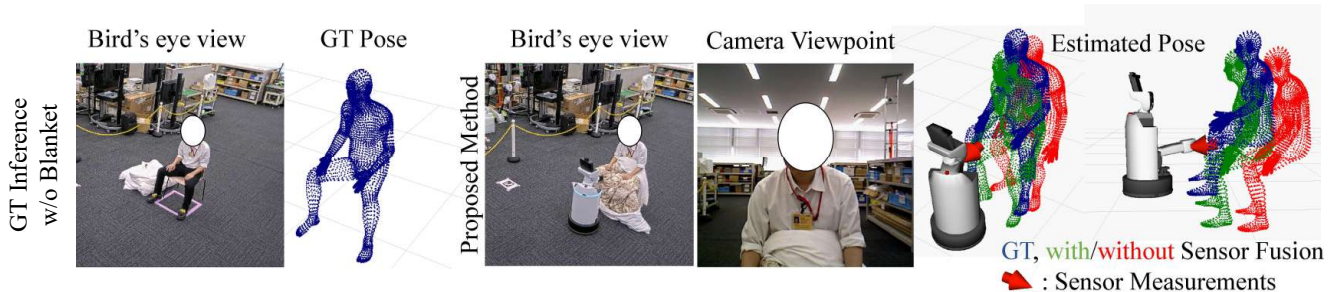 Bird's eye view
GT Pose
GT Inference
w/o Blanket
Bird's eye view
Camera Viewpoint
Estimated Pose
Proposed Method
GT, with/without Sensor Fusion
: Sensor Measurements